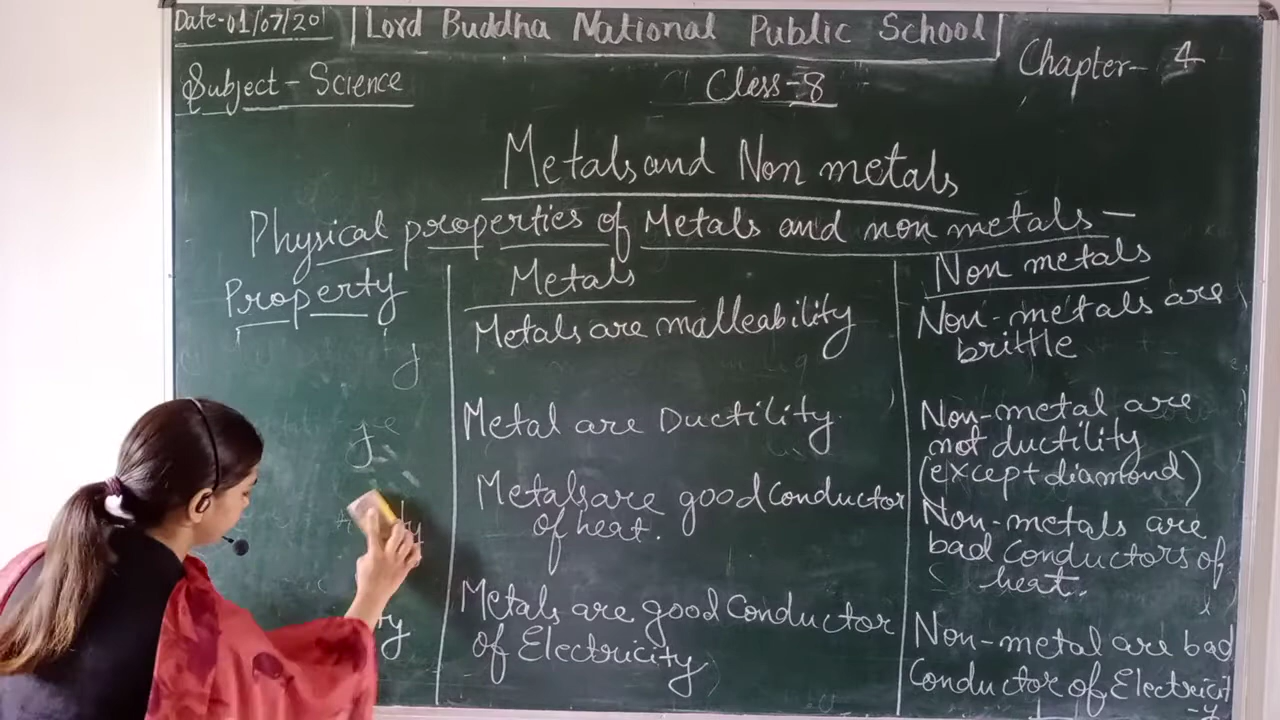 Date-01/07/201
Lord Buddha National Public School
Subject - Science
Class-8
Chapter- 4
Metals and Non metals
Physical properties of Metals and non metals -
Property
Metals
Non metals
Metals are malleability
Non-metals are
brittle
Metal are Ductility.
Non-metal are
not ductility
(except diamond)
Metals are good conductor
of heat.
Non-metals are
bad conductors of
heat.
Metals are good Conductor
of Electricity
Non-metal are bad
Conductor of Electricit
-y